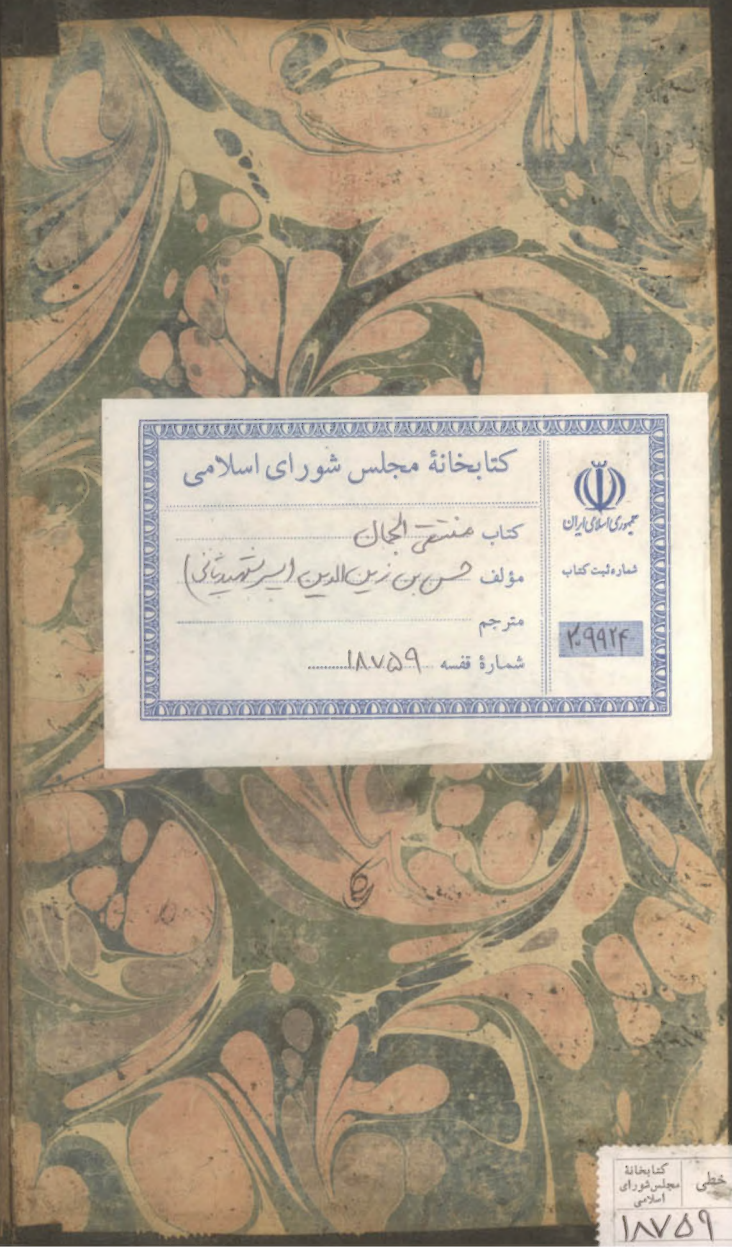 کتابخانهٔ مجلس شورای اسلامی
کتاب منتقی الجمان
مؤلف حسن بن زین الدین (پسر شهید ثانی)
مترجم
شمارهٔ قفسه ۱۸۷۵۹
جمهوری اسلامی ایران
شماره ثبت کتاب
۲۰۹۹۲۴
خطی
کتابخانهٔ
مجلس شورای
اسلامی
۱۸۷۵۹